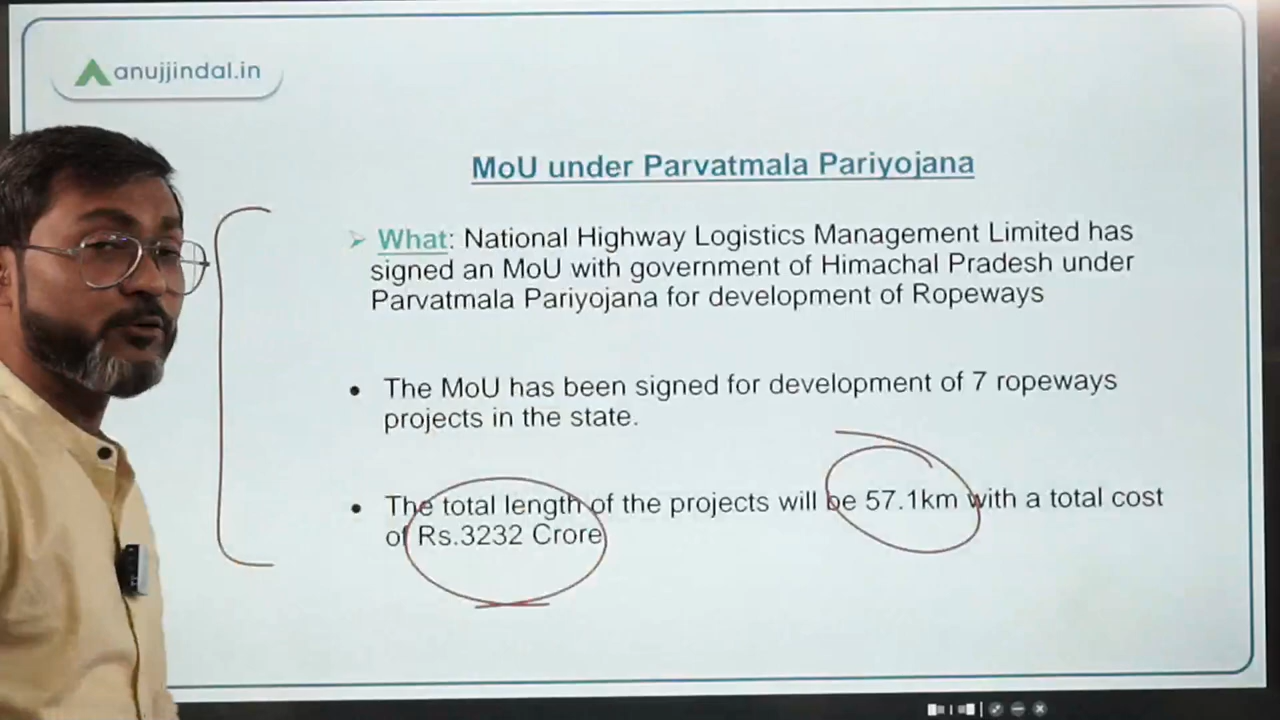 anujjindal.in
MoU under Parvatmala Pariyojana
➢ What: National Highway Logistics Management Limited has
signed an MoU with government of Himachal Pradesh under
Parvatmala Pariyojana for development of Ropeways
• The MoU has been signed for development of 7 ropeways
projects in the state.
• The total length of the projects will be 57.1km with a total cost
of Rs.3232 Crore